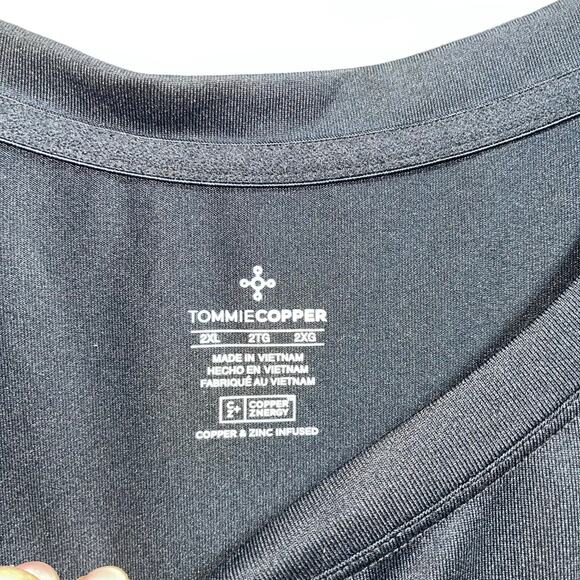 TOMMIECOPPER
2XL 2TG 2XG
MADE IN VIETNAM
HECHO EN VIETNAM
FABRIQUÉ AU VIETNAM
C Z+ COPPER ZNERGY
COPPER & ZINC INFUSED